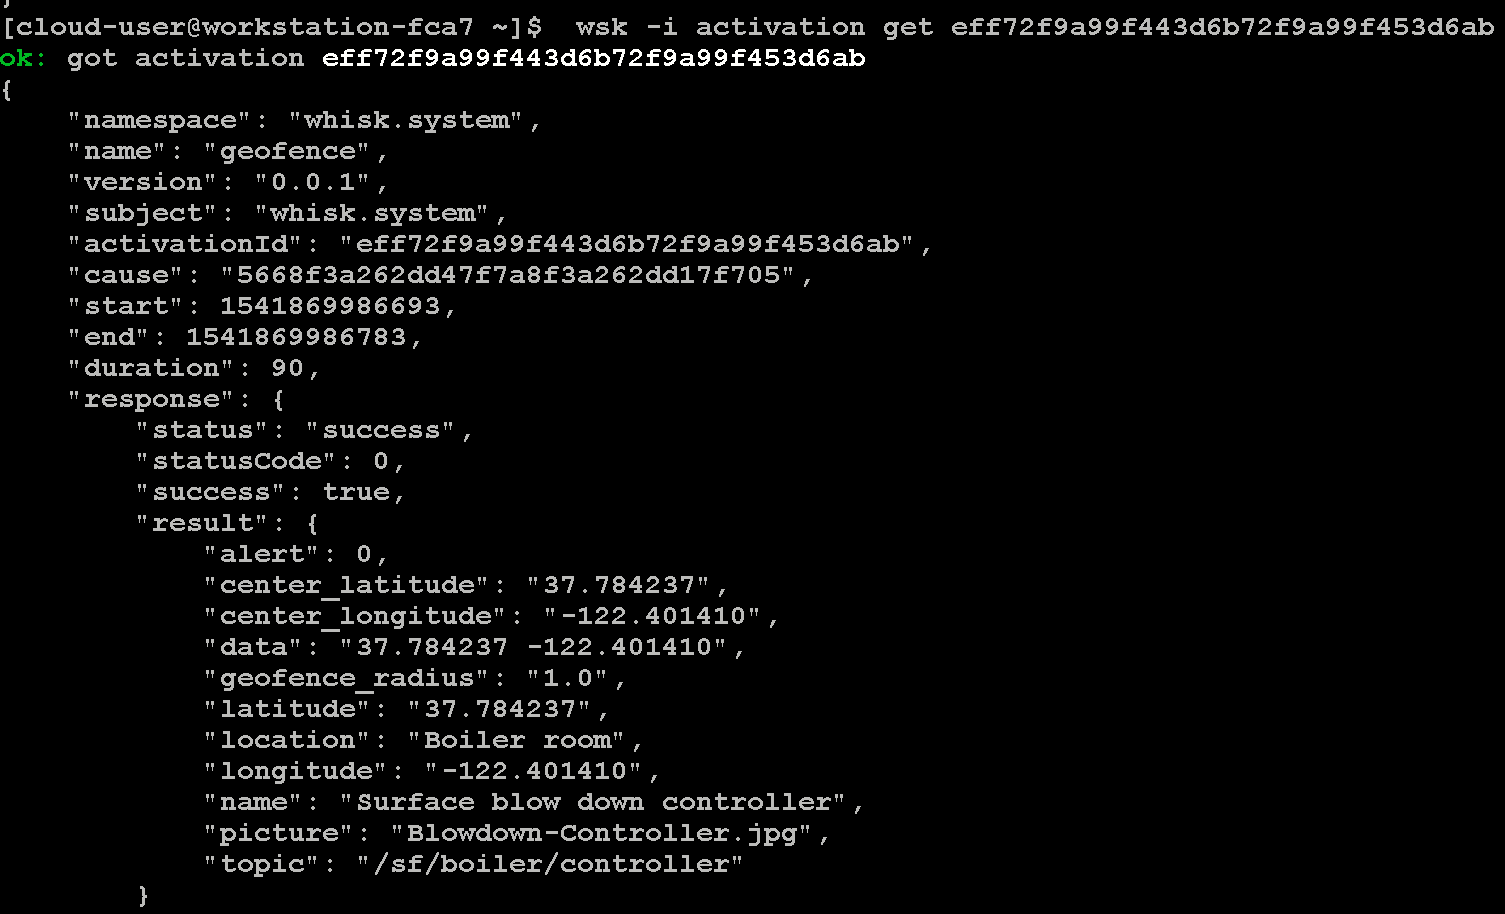 }
[cloud-user@workstation-fca7 ~]$  wsk -i activation get eff72f9a99f443d6b72f9a99f453d6ab
ok: got activation eff72f9a99f443d6b72f9a99f453d6ab
{
    "namespace": "whisk.system",
    "name": "geofence",
    "version": "0.0.1",
    "subject": "whisk.system",
    "activationId": "eff72f9a99f443d6b72f9a99f453d6ab",
    "cause": "5668f3a262dd47f7a8f3a262dd17f705",
    "start": 1541869986693,
    "end": 1541869986783,
    "duration": 90,
    "response": {
        "status": "success",
        "statusCode": 0,
        "success": true,
        "result": {
            "alert": 0,
            "center_latitude": "37.784237",
            "center_longitude": "-122.401410",
            "data": "37.784237 -122.401410",
            "geofence_radius": "1.0",
            "latitude": "37.784237",
            "location": "Boiler room",
            "longitude": "-122.401410",
            "name": "Surface blow down controller",
            "picture": "Blowdown-Controller.jpg",
            "topic": "/sf/boiler/controller"
        }